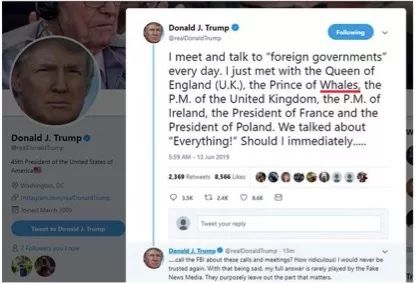 Donald J. Trump
@realDonaldTrump
45th President of the United States of
America
Washington, DC
Instagram.com/realDonaldTrump
Joined March 2009
Tweet to Donald J. Trump
7 Followers you know
Donald J. Trump
@realDonaldTrump
Following
I meet and talk to “foreign governments”
every day. I just met with the Queen of
England (U.K.), the Prince of Whales, the
P.M. of the United Kingdom, the P.M. of
Ireland, the President of France and the
President of Poland. We talked about
“Everything!” Should I immediately.....
5:59 AM - 13 Jun 2019
2,369 Retweets 8,566 Likes
3.5K 2.4K 8.6K
Tweet your reply
Donald J. Trump @realDonaldTrump · 13m
....call the FBI about these calls and meetings? How ridiculous! I would never be
trusted again. With that being said, my full answer is rarely played by the Fake
News Media. They purposely leave out the part that matters.